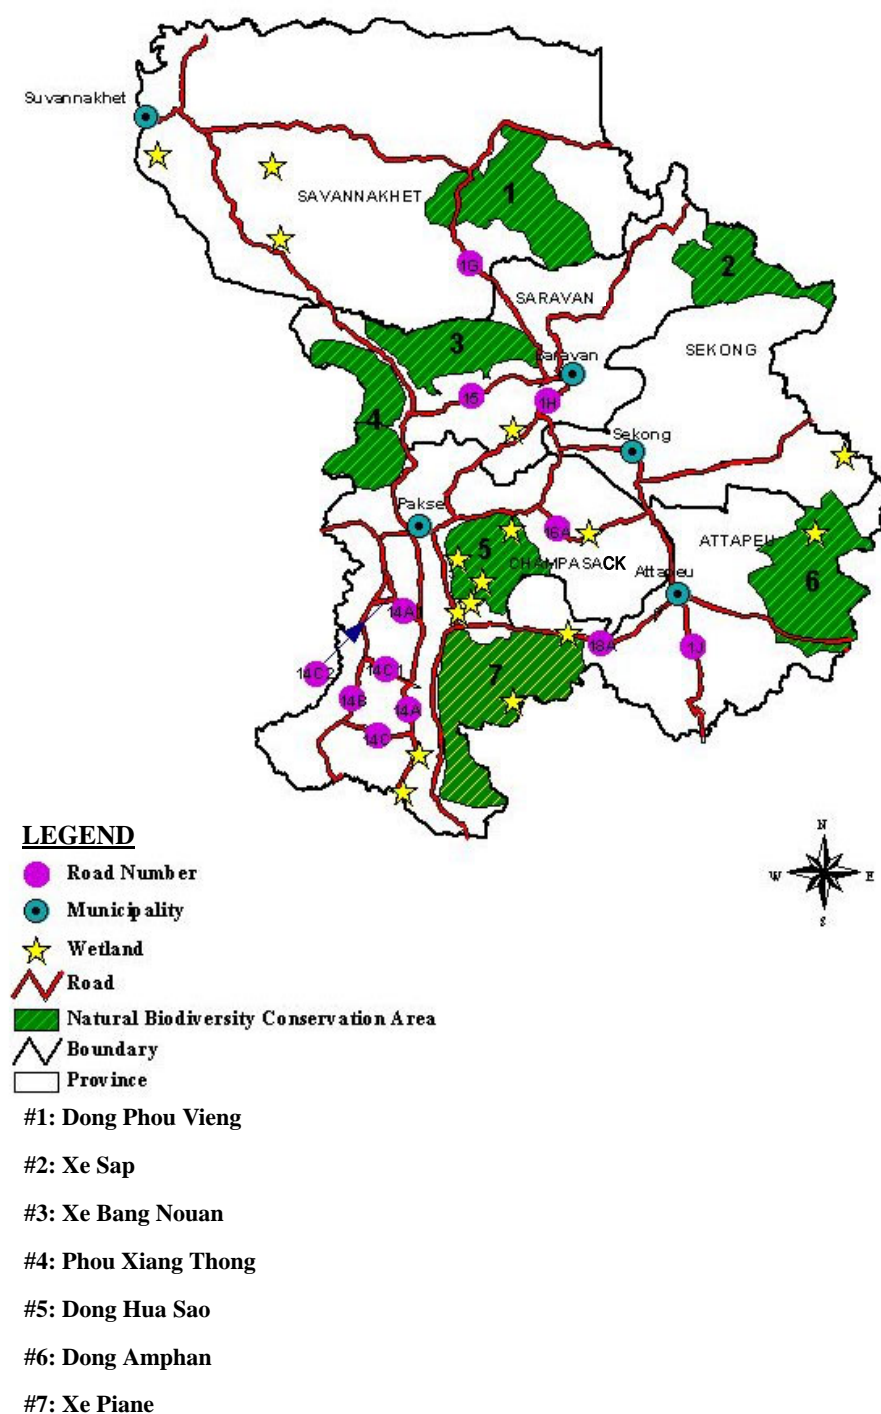 Suvannakhet
SAVANNAKHET
1
2
1G
SARAVAN
3
SEKONG
Baravan
15
1H
4
Sekong
Pakse
16A
5
CHAMPASACK
ATTAPEU
Attapeu
6
14A1
18A
1J
14C2
14C1
7
14B
14A
14C
LEGEND
N
W E
S
Road Number
Municipality
Wetland
Road
Natural Biodiversity Conservation Area
Boundary
Province
#1: Dong Phou Vieng
#2: Xe Sap
#3: Xe Bang Nouan
#4: Phou Xiang Thong
#5: Dong Hua Sao
#6: Dong Amphan
#7: Xe Piane